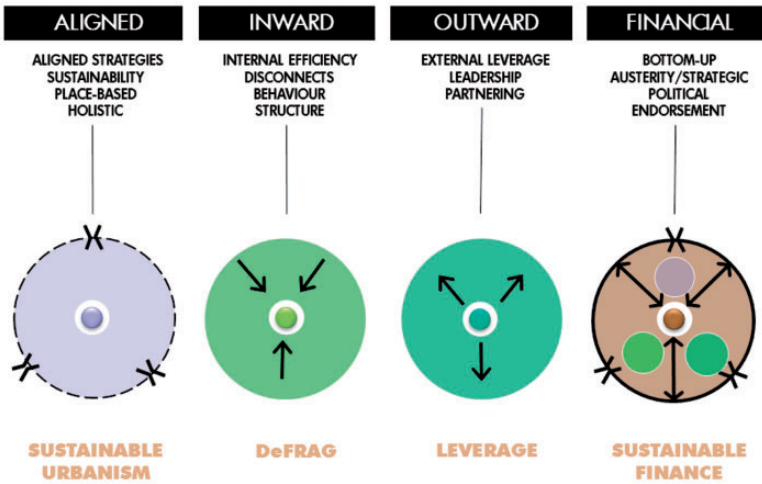 ALIGNED
ALIGNED STRATEGIES
SUSTAINABILITY
PLACE-BASED
HOLISTIC
SUSTAINABLE
URBANISM
INWARD
INTERNAL EFFICIENCY
DISCONNECTS
BEHAVIOUR
STRUCTURE
DeFRAG
OUTWARD
EXTERNAL LEVERAGE
LEADERSHIP
PARTNERING
LEVERAGE
FINANCIAL
BOTTOM-UP
AUSTERITY/STRATEGIC
POLITICAL
ENDORSEMENT
SUSTAINABLE
FINANCE